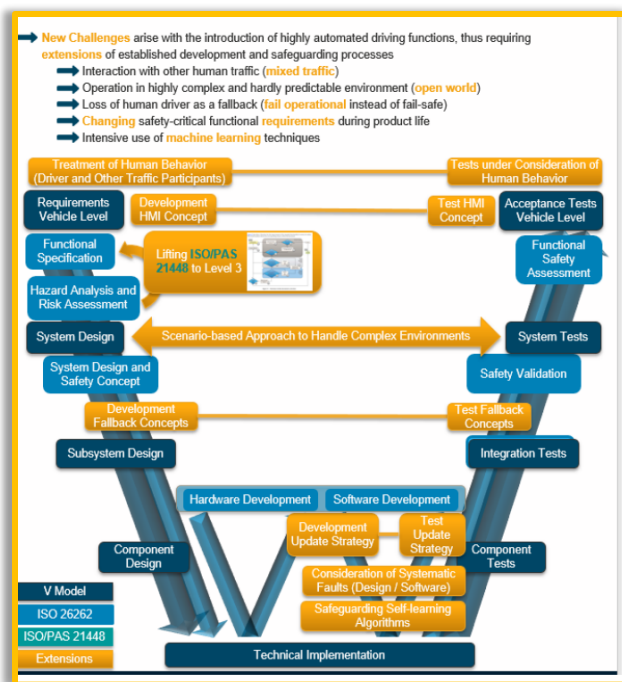 New Challenges arise with the introduction of highly automated driving functions, thus requiring
extensions of established development and safeguarding processes
Interaction with other human traffic (mixed traffic)
Operation in highly complex and hardly predictable environment (open world)
Loss of human driver as a fallback (fail operational instead of fail-safe)
Changing safety-critical functional requirements during product life
Intensive use of machine learning techniques
Treatment of Human Behavior
(Driver and Other Traffic Participants)
Tests under Consideration of
Human Behavior
Requirements
Vehicle Level
Development
HMI Concept
Test HMI
Concept
Acceptance Tests
Vehicle Level
Functional
Specification
Lifting ISO/PAS
21448 to Level 3
Functional
Safety
Assessment
Hazard Analysis and
Risk Assessment
System Design
Scenario-based Approach to Handle Complex Environments
System Tests
System Design and
Safety Concept
Safety Validation
Development
Fallback Concepts
Test Fallback
Concepts
Subsystem Design
Integration Tests
Hardware Development
Software Development
Development
Update Strategy
Test
Update
Strategy
Component
Design
Component
Tests
Consideration of Systematic
Faults (Design / Software)
Safeguarding Self-learning
Algorithms
V Model
ISO 26262
ISO/PAS 21448
Extensions
Technical Implementation